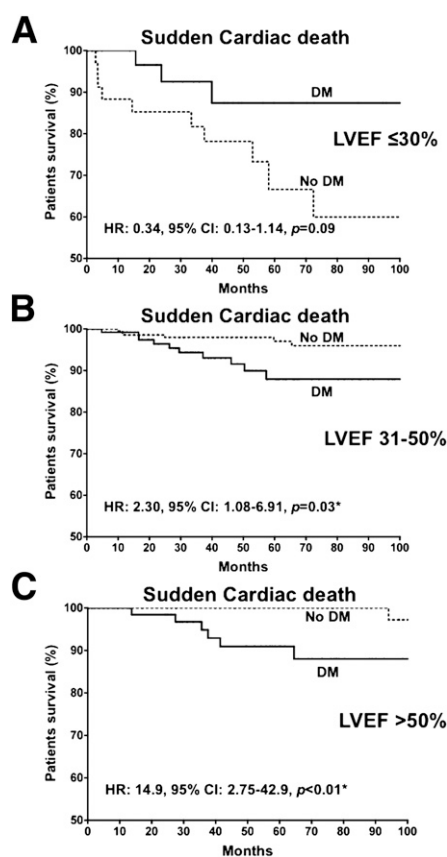 A
Sudden Cardiac death
Patients survival (%)
100
90
80
70
60
50
DM
LVEF ≤30%
No DM
HR: 0.34, 95% CI: 0.13-1.14, p=0.09
0 10 20 30 40 50 60 70 80 90 100
Months
B
Sudden Cardiac death
Patients survival (%)
100
90
80
70
60
50
No DM
DM
LVEF 31-50%
HR: 2.30, 95% CI: 1.08-6.91, p=0.03*
0 10 20 30 40 50 60 70 80 90 100
Months
C
Sudden Cardiac death
Patients survival (%)
100
90
80
70
60
50
No DM
DM
LVEF >50%
HR: 14.9, 95% CI: 2.75-42.9, p<0.01*
0 10 20 30 40 50 60 70 80 90 100
Months